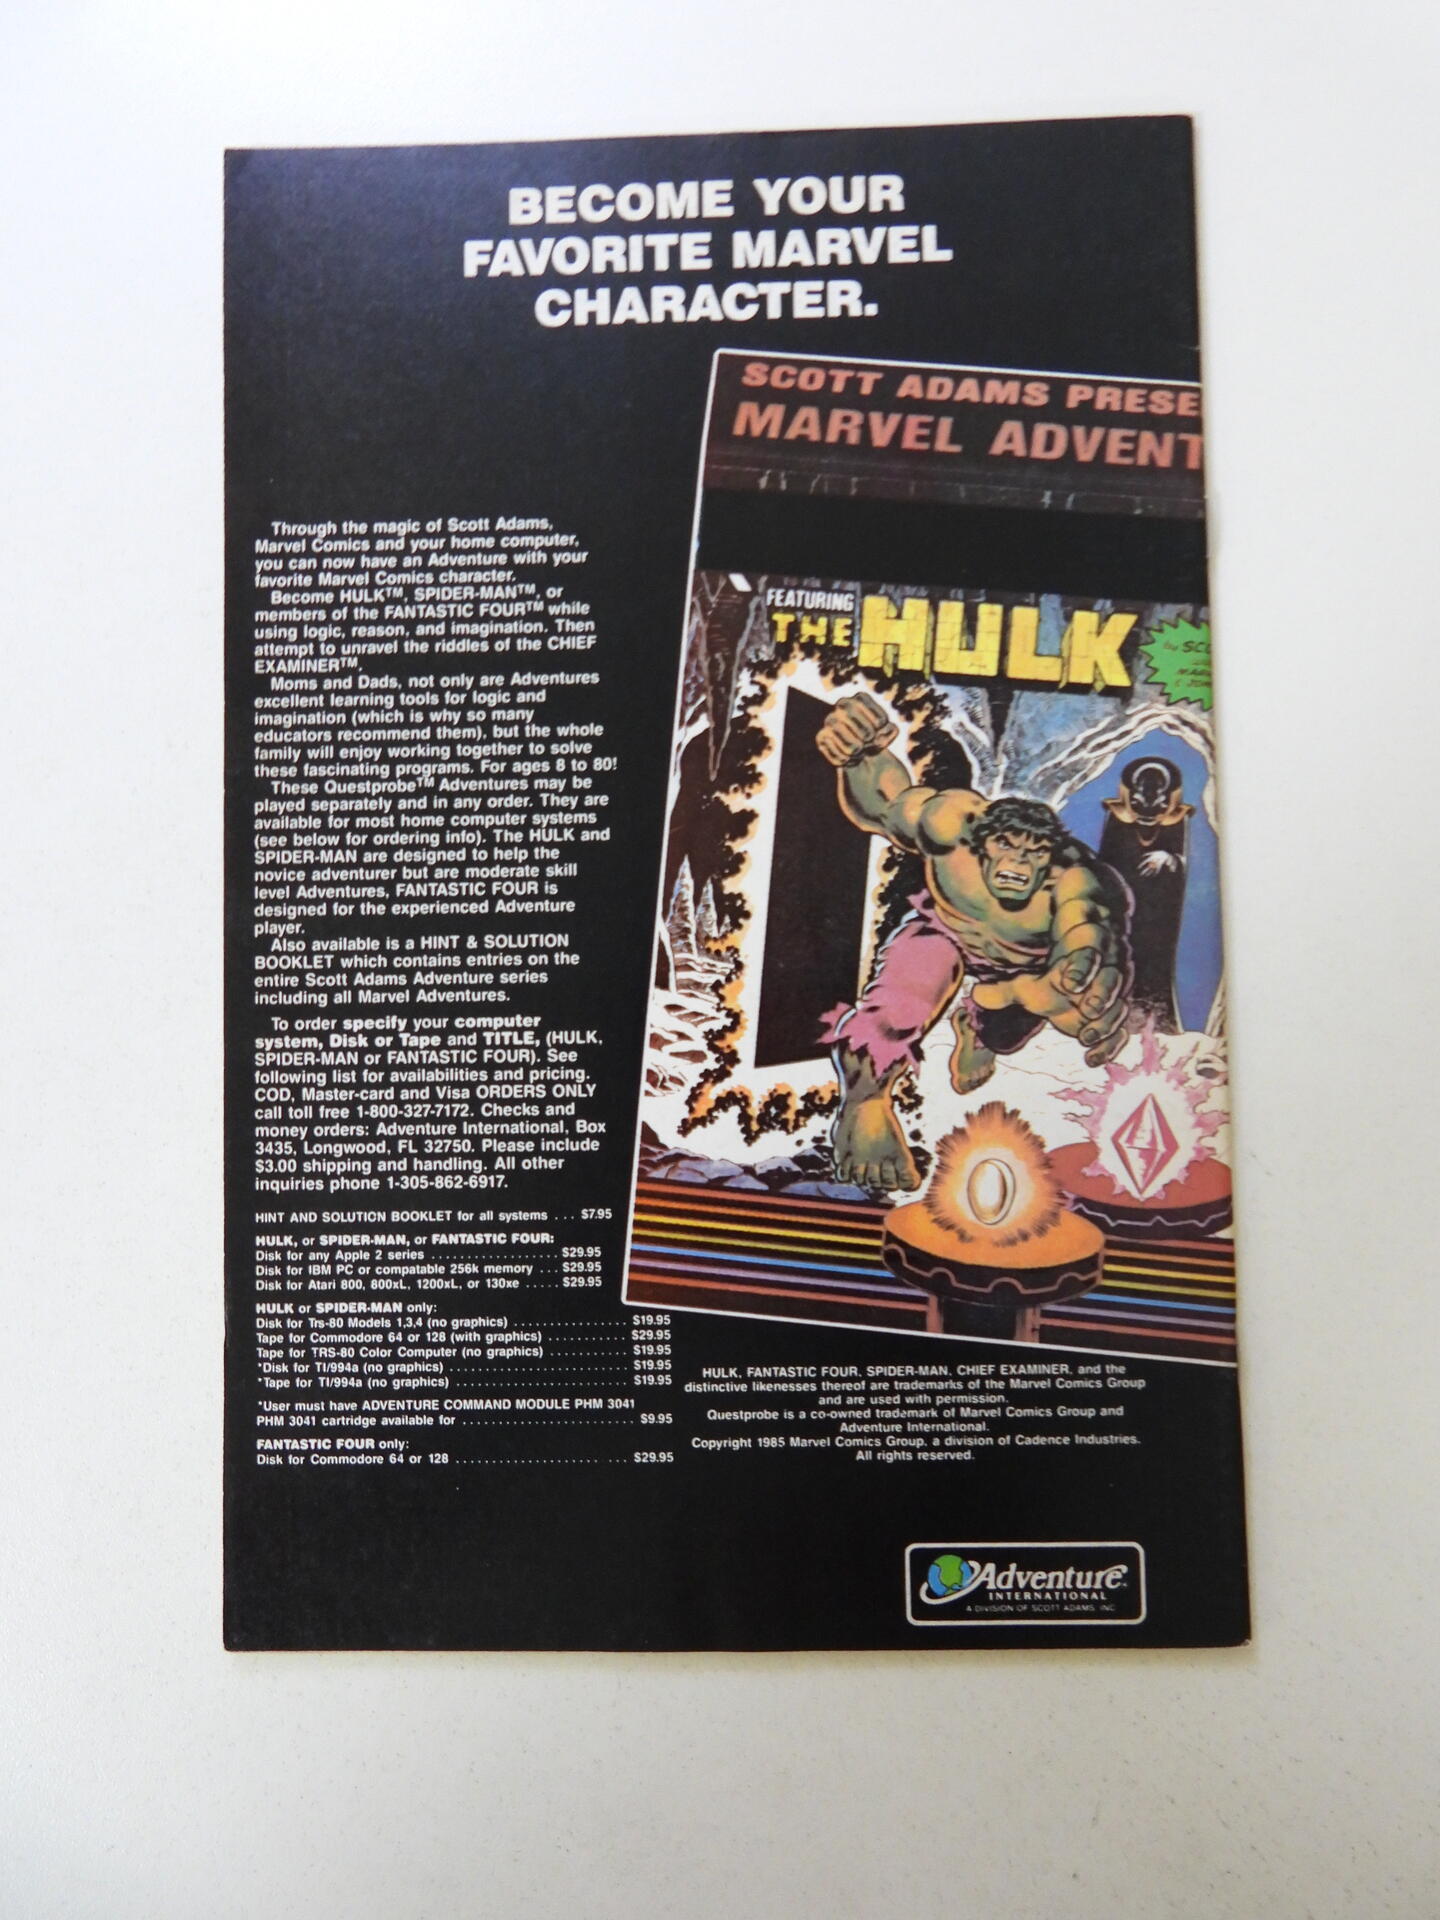 BECOME YOUR
FAVORITE MARVEL
CHARACTER.
SCOTT ADAMS PRESE
MARVEL ADVENT
FEATURING
THE HULK
by SCO
MAR
& JOH
Through the magic of Scott Adams,
Marvel Comics and your home computer,
you can now have an Adventure with your
favorite Marvel Comics character.
Become HULK™, SPIDER-MAN™, or
members of the FANTASTIC FOUR™ while
using logic, reason, and imagination. Then
attempt to unravel the riddles of the CHIEF
EXAMINER™.
Moms and Dads, not only are Adventures
excellent learning tools for logic and
imagination (which is why so many
educators recommend them), but the whole
family will enjoy working together to solve
these fascinating programs. For ages 8 to 80!
These Questprobe™ Adventures may be
played separately and in any order. They are
available for most home computer systems
(see below for ordering info). The HULK and
SPIDER-MAN are designed to help the
novice adventurer but are moderate skill
level Adventures, FANTASTIC FOUR is
designed for the experienced Adventure
player.
Also available is a HINT & SOLUTION
BOOKLET which contains entries on the
entire Scott Adams Adventure series
including all Marvel Adventures.
To order specify your computer
system, Disk or Tape and TITLE, (HULK,
SPIDER-MAN or FANTASTIC FOUR). See
following list for availabilities and pricing.
COD, Master-card and Visa ORDERS ONLY
call toll free 1-800-327-7172. Checks and
money orders: Adventure International, Box
3435, Longwood, FL 32750. Please include
$3.00 shipping and handling. All other
inquiries phone 1-305-862-6917.
HINT AND SOLUTION BOOKLET for all systems . . . $7.95
HULK, or SPIDER-MAN, or FANTASTIC FOUR:
Disk for any Apple 2 series . . . . . . . . . . . . . . . . . . $29.95
Disk for IBM PC or compatable 256k memory . . . $29.95
Disk for Atari 800, 800xL, 1200xL, or 130xe . . . . . $29.95
HULK or SPIDER-MAN only:
Disk for Trs-80 Models 1,3,4 (no graphics) . . . . . . . . . . . . . . . . $19.95
Tape for Commodore 64 or 128 (with graphics) . . . . . . . . . . . $29.95
Tape for TRS-80 Color Computer (no graphics) . . . . . . . . . . . $19.95
*Disk for TI/994a (no graphics) . . . . . . . . . . . . . . . . . . . . . . . . . $19.95
*Tape for TI/994a (no graphics) . . . . . . . . . . . . . . . . . . . . . . . . $19.95
*User must have ADVENTURE COMMAND MODULE PHM 3041
PHM 3041 cartridge available for . . . . . . . . . . . . . . . . . . . . . . . . $9.95
FANTASTIC FOUR only:
Disk for Commodore 64 or 128 . . . . . . . . . . . . . . . . . . . . . . . . $29.95
HULK, FANTASTIC FOUR, SPIDER-MAN, CHIEF EXAMINER, and the
distinctive likenesses thereof are trademarks of the Marvel Comics Group
and are used with permission.
Questprobe is a co-owned trademark of Marvel Comics Group and
Adventure International.
Copyright 1985 Marvel Comics Group, a division of Cadence Industries.
All rights reserved.
Adventure
INTERNATIONAL
A DIVISION OF SCOTT ADAMS, INC.